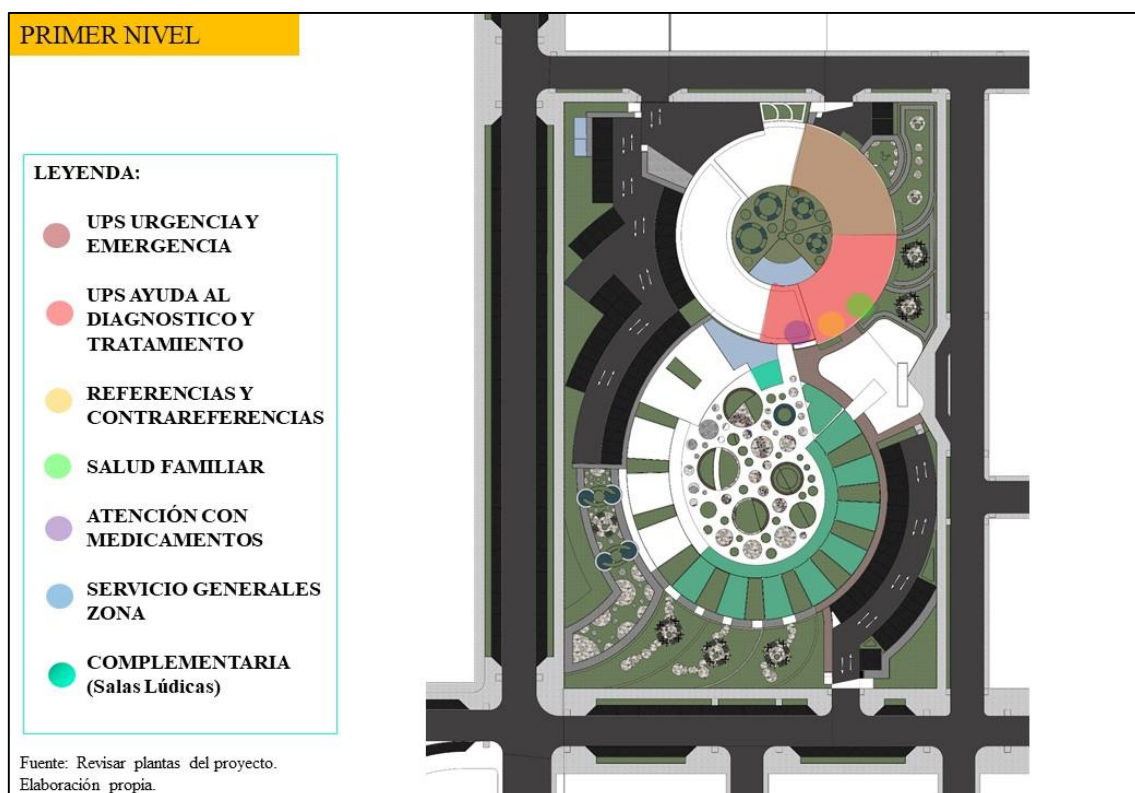 PRIMER NIVEL
LEYENDA:
UPS URGENCIA Y
EMERGENCIA
UPS AYUDA AL
DIAGNOSTICO Y
TRATAMIENTO
REFERENCIAS Y
CONTRAREFERENCIAS
SALUD FAMILIAR
ATENCIÓN CON
MEDICAMENTOS
SERVICIO GENERALES
ZONA
COMPLEMENTARIA
(Salas Lúdicas)
Fuente: Revisar plantas del proyecto.
Elaboración propia.